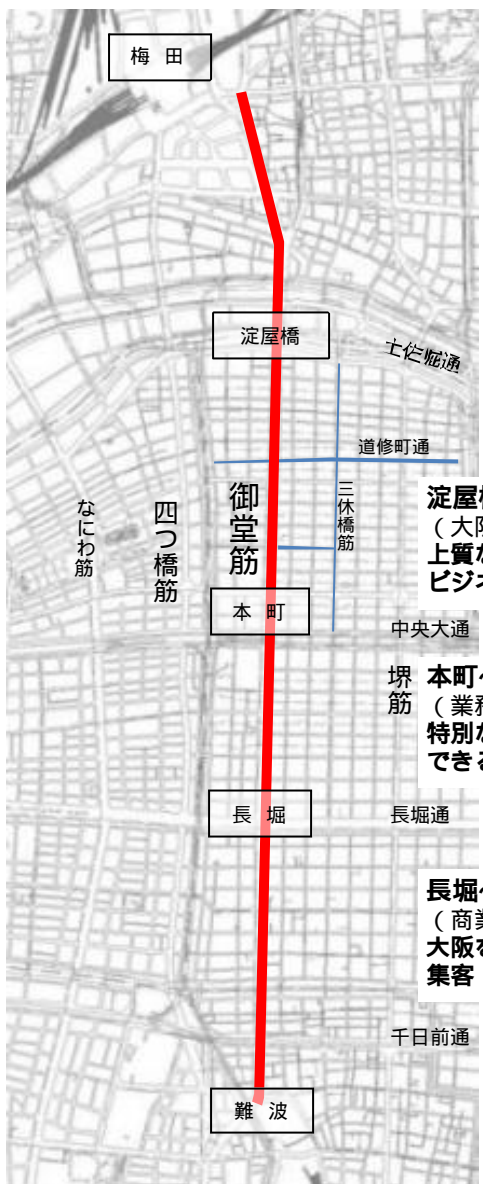 梅 田
淀屋橋
土佐堀通
道修町通
三休橋筋
御堂筋
四つ橋筋
なにわ筋
淀屋
（大阪
上質
ビジネ
本 町
中央大通
堺筋
本町
（業務
特別な
できる
長 堀
長堀通
長堀
（商業
大阪を
集客
千日前通
難 波